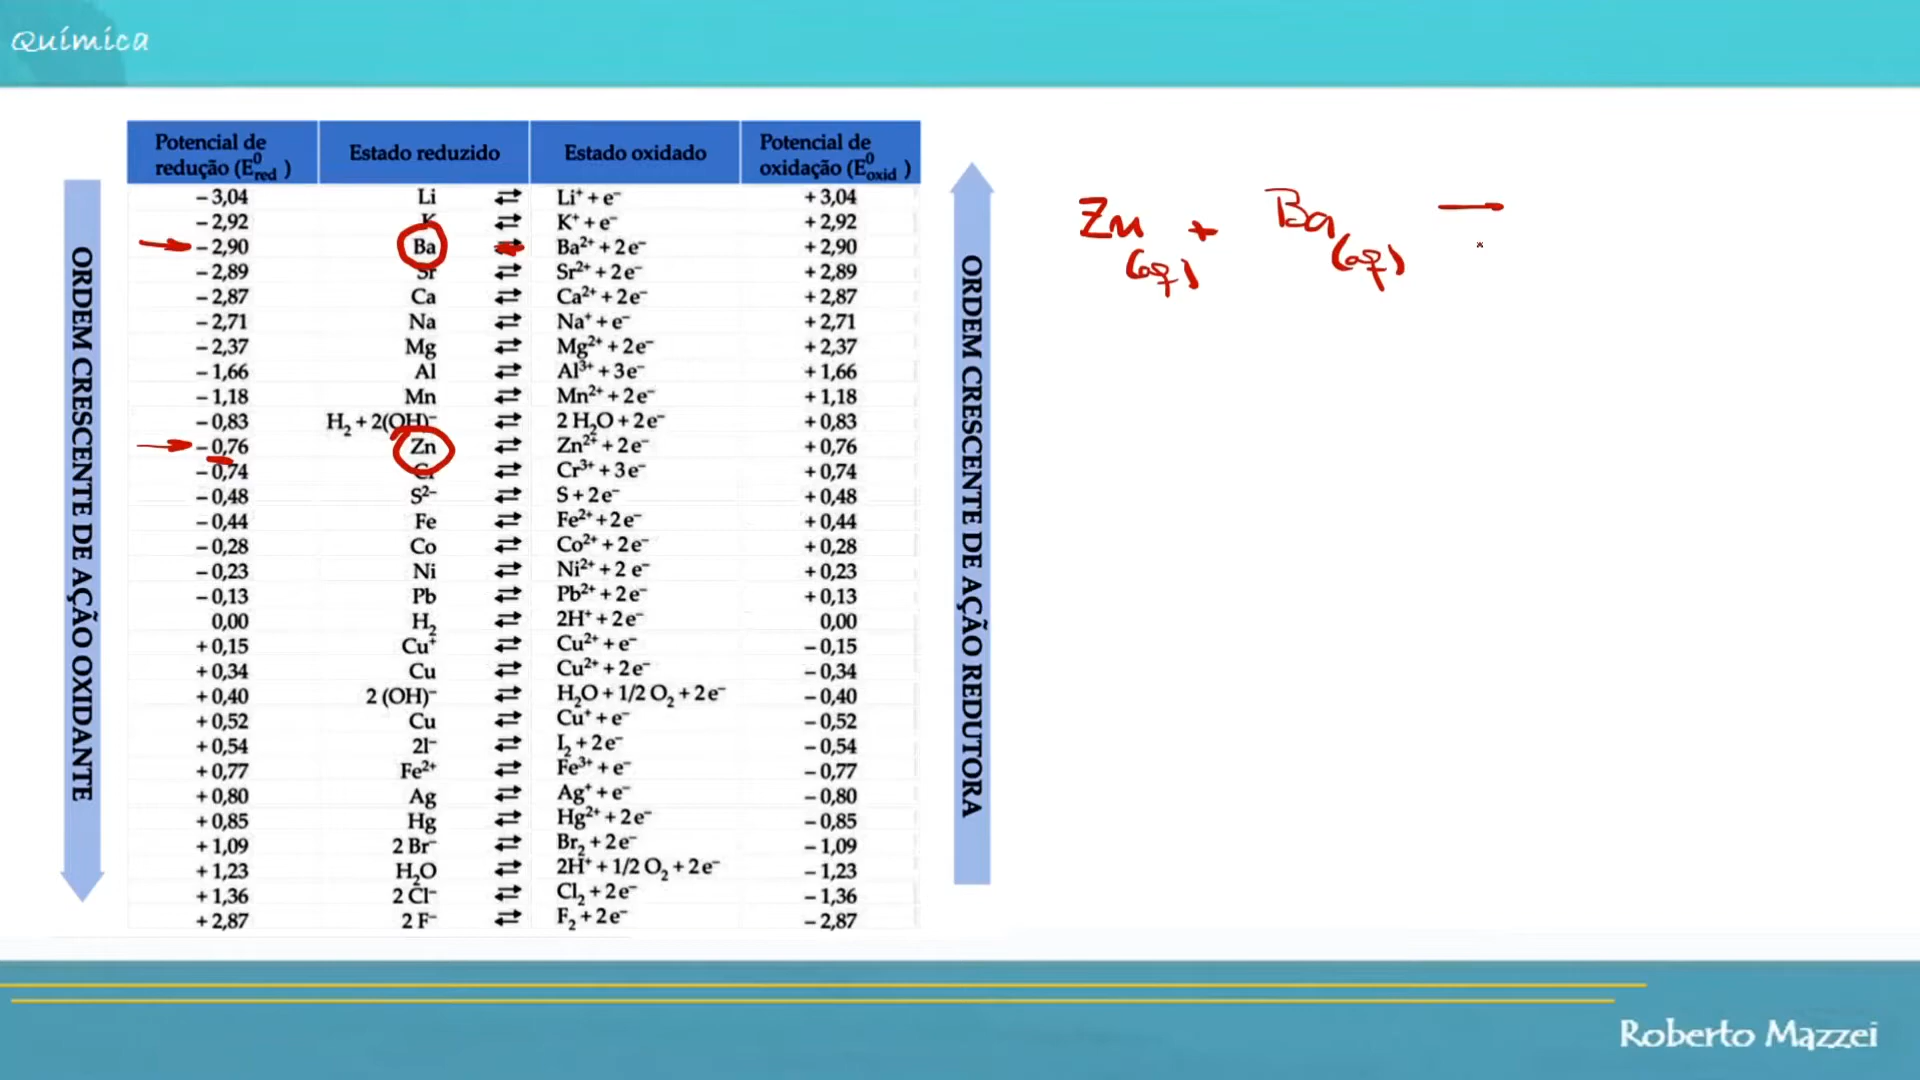 Química
Potencial de redução (E⁰red) Estado reduzido Estado oxidado Potencial de oxidação (E⁰oxid)
– 3,04 Li ⇄ Li⁺ + e⁻ + 3,04
– 2,92 K ⇄ K⁺ + e⁻ + 2,92
– 2,90 Ba ⇄ Ba²⁺ + 2e⁻ + 2,90
– 2,89 Sr ⇄ Sr²⁺ + 2e⁻ + 2,89
– 2,87 Ca ⇄ Ca²⁺ + 2e⁻ + 2,87
– 2,71 Na ⇄ Na⁺ + e⁻ + 2,71
– 2,37 Mg ⇄ Mg²⁺ + 2e⁻ + 2,37
– 1,66 Al ⇄ Al³⁺ + 3e⁻ + 1,66
– 1,18 Mn ⇄ Mn²⁺ + 2e⁻ + 1,18
– 0,83 H₂ + 2(OH)⁻ ⇄ 2 H₂O + 2e⁻ + 0,83
– 0,76 Zn ⇄ Zn²⁺ + 2e⁻ + 0,76
– 0,74 Cr ⇄ Cr³⁺ + 3e⁻ + 0,74
– 0,48 S²⁻ ⇄ S + 2e⁻ + 0,48
– 0,44 Fe ⇄ Fe²⁺ + 2e⁻ + 0,44
– 0,28 Co ⇄ Co²⁺ + 2e⁻ + 0,28
– 0,23 Ni ⇄ Ni²⁺ + 2 e⁻ + 0,23
– 0,13 Pb ⇄ Pb²⁺ + 2e⁻ + 0,13
0,00 H₂ ⇄ 2H⁺ + 2e⁻ 0,00
+ 0,15 Cu⁺ ⇄ Cu²⁺ + e⁻ – 0,15
+ 0,34 Cu ⇄ Cu²⁺ + 2e⁻ – 0,34
+ 0,40 2 (OH)⁻ ⇄ H₂O + 1/2 O₂ + 2e⁻ – 0,40
+ 0,52 Cu ⇄ Cu⁺ + e⁻ – 0,52
+ 0,54 2I⁻ ⇄ I₂ + 2e⁻ – 0,54
+ 0,77 Fe²⁺ ⇄ Fe³⁺ + e⁻ – 0,77
+ 0,80 Ag ⇄ Ag⁺ + e⁻ – 0,80
+ 0,85 Hg ⇄ Hg²⁺ + 2e⁻ – 0,85
+ 1,09 2 Br⁻ ⇄ Br₂ + 2e⁻ – 1,09
+ 1,23 H₂O ⇄ 2H⁺ + 1/2 O₂ + 2e⁻ – 1,23
+ 1,36 2 Cl⁻ ⇄ Cl₂ + 2e⁻ – 1,36
+ 2,87 2 F⁻ ⇄ F₂ + 2e⁻ – 2,87
ORDEM CRESCENTE DE AÇÃO OXIDANTE
ORDEM CRESCENTE DE AÇÃO REDUTORA
Zn(aq) + Ba(aq) —
Roberto Mazzei